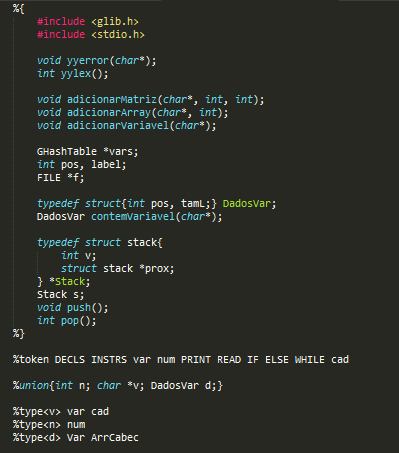 %{
#include <glib.h>
#include <stdio.h>
void yyerror(char*);
int yylex();
void adicionarMatriz(char*, int, int);
void adicionarArray(char*, int);
void adicionarVariavel(char*);
GHashTable *vars;
int pos, label;
FILE *f;
typedef struct{int pos, tamL;} DadosVar;
DadosVar contemVariavel(char*);
typedef struct stack{
int v;
struct stack *prox;
} *Stack;
Stack s;
void push();
int pop();
%}
%token DECLS INSTRS var num PRINT READ IF ELSE WHILE cad
%union{int n; char *v; DadosVar d;}
%type<v> var cad
%type<n> num
%type<d> Var ArrCabec